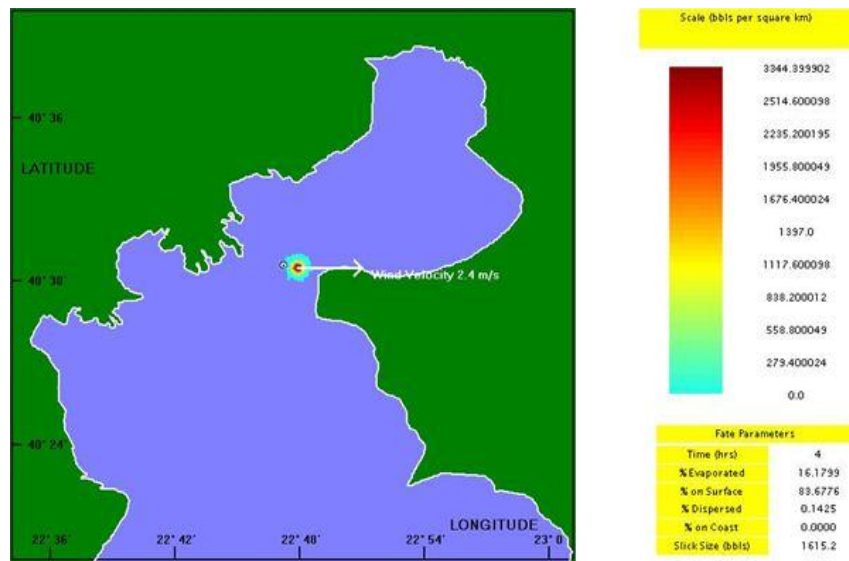 40° 36'
LATITUDE
40° 30'
Wind Velocity 2.4 m/s
40° 24'
LONGITUDE
22° 36' 22° 42' 22° 48' 22° 54' 23° 0
Scale (bbls per square km)
3344.399902
2514.600098
2235.200195
1955.800049
1676.400024
1397.0
1117.600098
838.200012
558.800049
279.400024
0.0
Fate Parameters
Time (hrs) 4
% Evaporated 16.1799
% on Surface 83.6776
% Dispersed 0.1425
% on Coast 0.0000
Slick Size (bbls) 1615.2